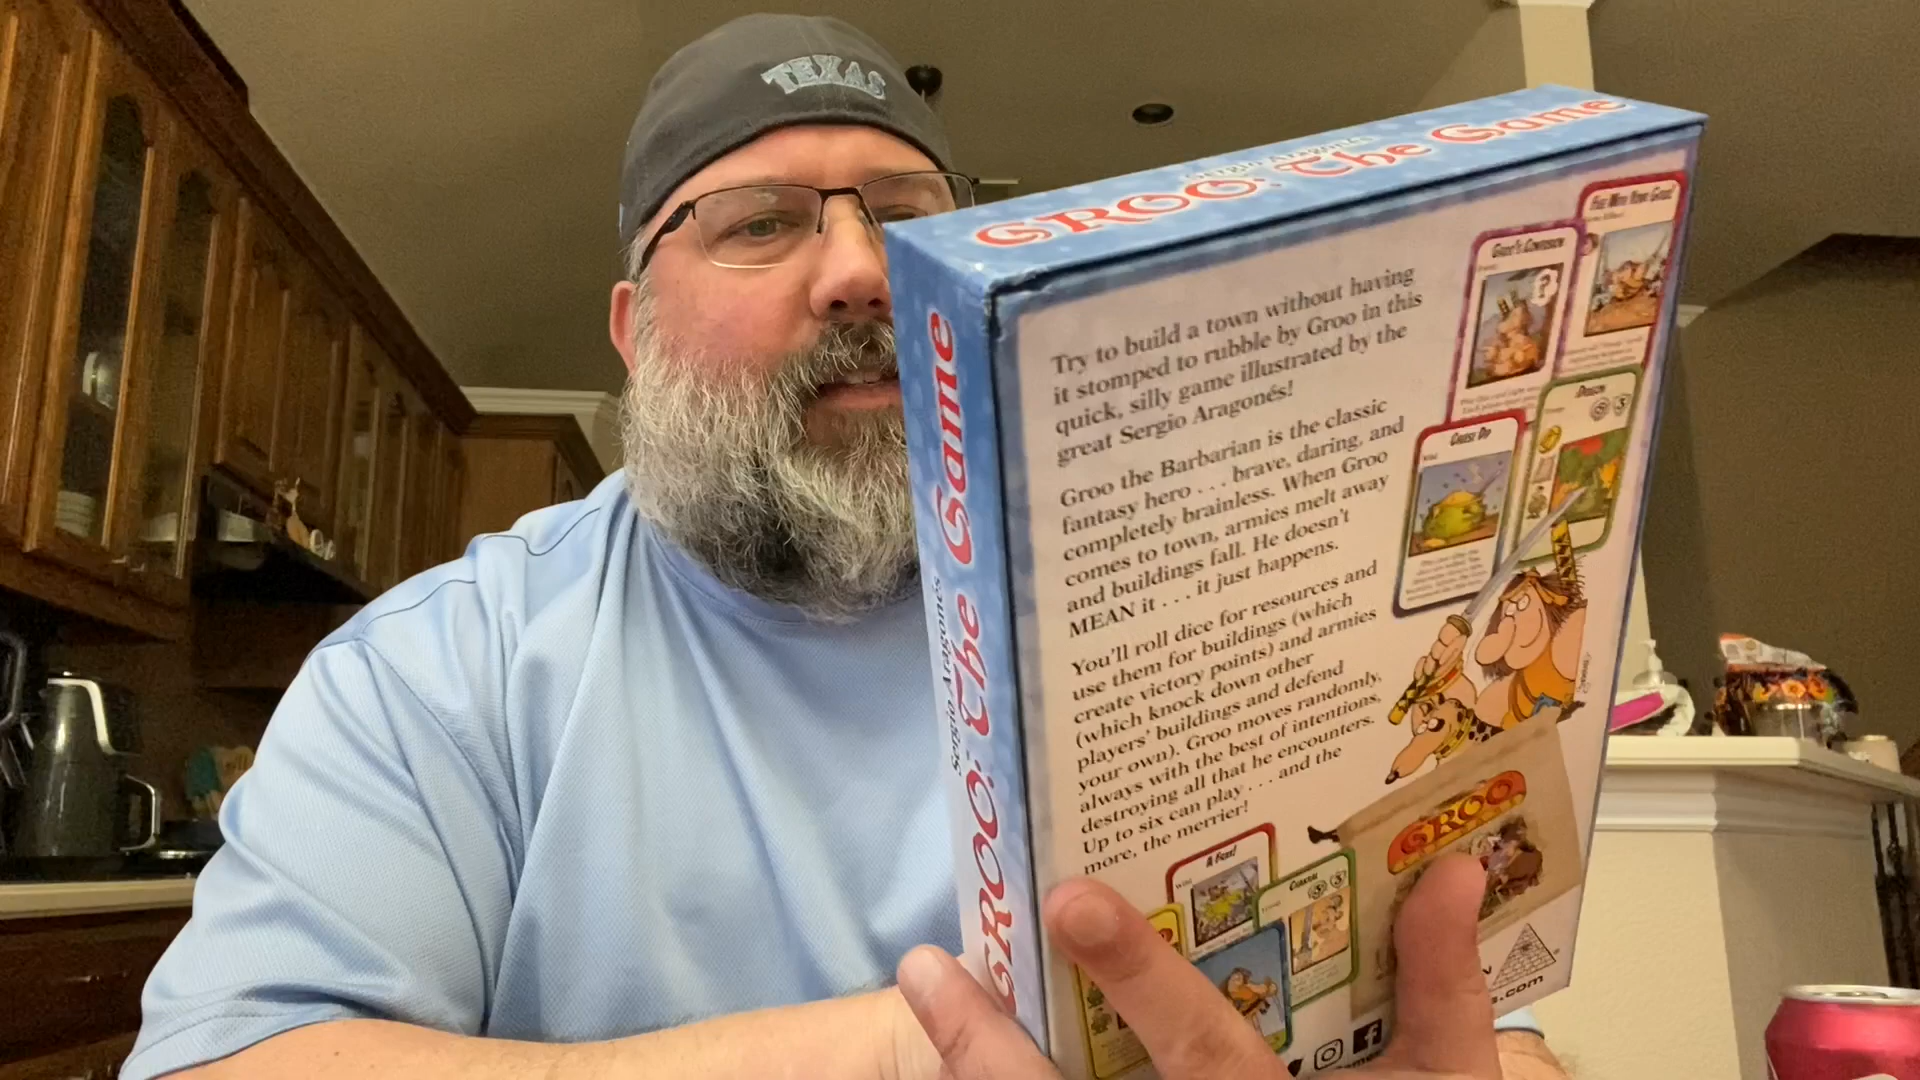 TEXAS
Sergio Aragonés
GROO: The Game
Sergio Aragonés
GROO: The Game
Try to build a town without having
it stomped to rubble by Groo in this
quick, silly game illustrated by the
great Sergio Aragonés!
Groo the Barbarian is the classic
fantasy hero . . . brave, daring, and
completely brainless. When Groo
comes to town, armies melt away
and buildings fall. He doesn't
MEAN it . . . it just happens.
You'll roll dice for resources and
use them for buildings (which
create victory points) and armies
(which knock down other
players' buildings and defend
your own). Groo moves randomly,
always with the best of intentions,
destroying all that he encounters.
Up to six can play . . . and the
more, the merrier!
Groo's Confusion
?
Cheese Dip
Wild
Dragon
A Fray!
Wild
GROO
.com